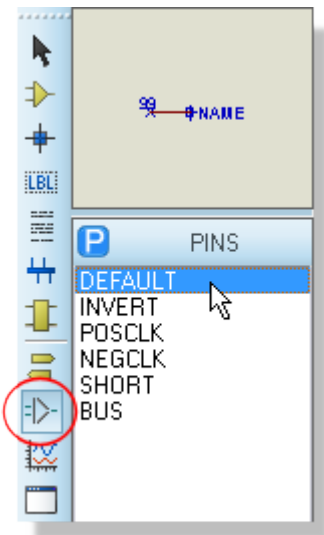 99 NAME
LBL
P PINS
DEFAULT
INVERT
POSCLK
NEGCLK
SHORT
BUS